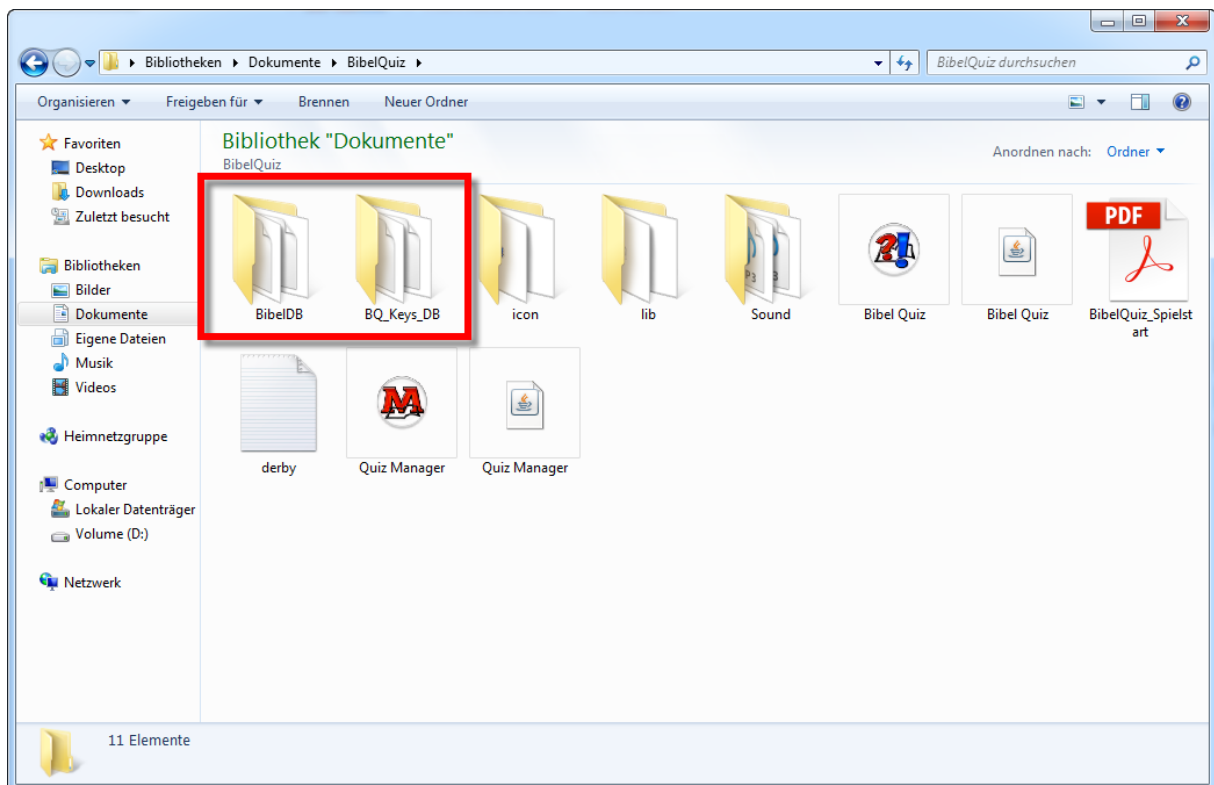 Bibliotheken ▸ Dokumente ▸ BibelQuiz ▸
BibelQuiz durchsuchen
Organisieren Freigeben für Brennen Neuer Ordner
Favoriten
Desktop
Downloads
Zuletzt besucht
Bibliotheken
Bilder
Dokumente
Eigene Dateien
Musik
Videos
Heimnetzgruppe
Computer
Lokaler Datenträger
Volume (D:)
Netzwerk
Bibliothek "Dokumente"
BibelQuiz
Anordnen nach: Ordner
PDF
BibelDB BQ_Keys_DB icon lib Sound Bibel Quiz Bibel Quiz BibelQuiz_Spielst
art
derby Quiz Manager Quiz Manager
11 Elemente